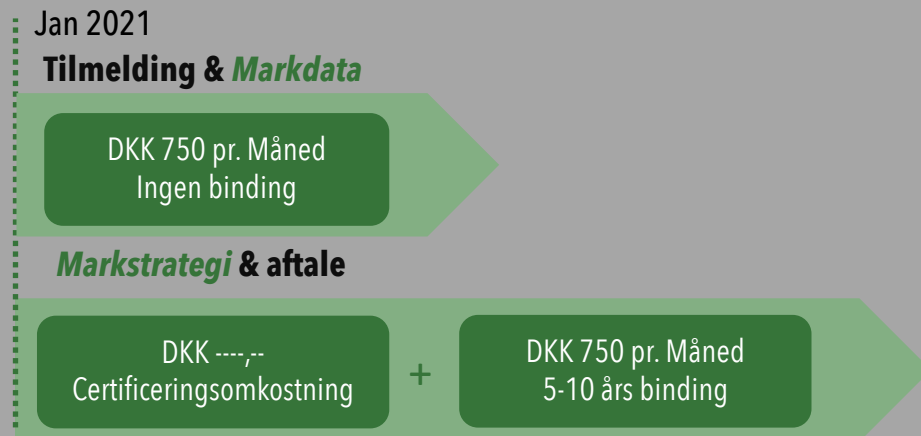 Jan 2021
Tilmelding & Markdata
DKK 750 pr. Måned
Ingen binding
Markstrategi & aftale
DKK ----,--
Certificeringsomkostning
+
DKK 750 pr. Måned
5-10 års binding